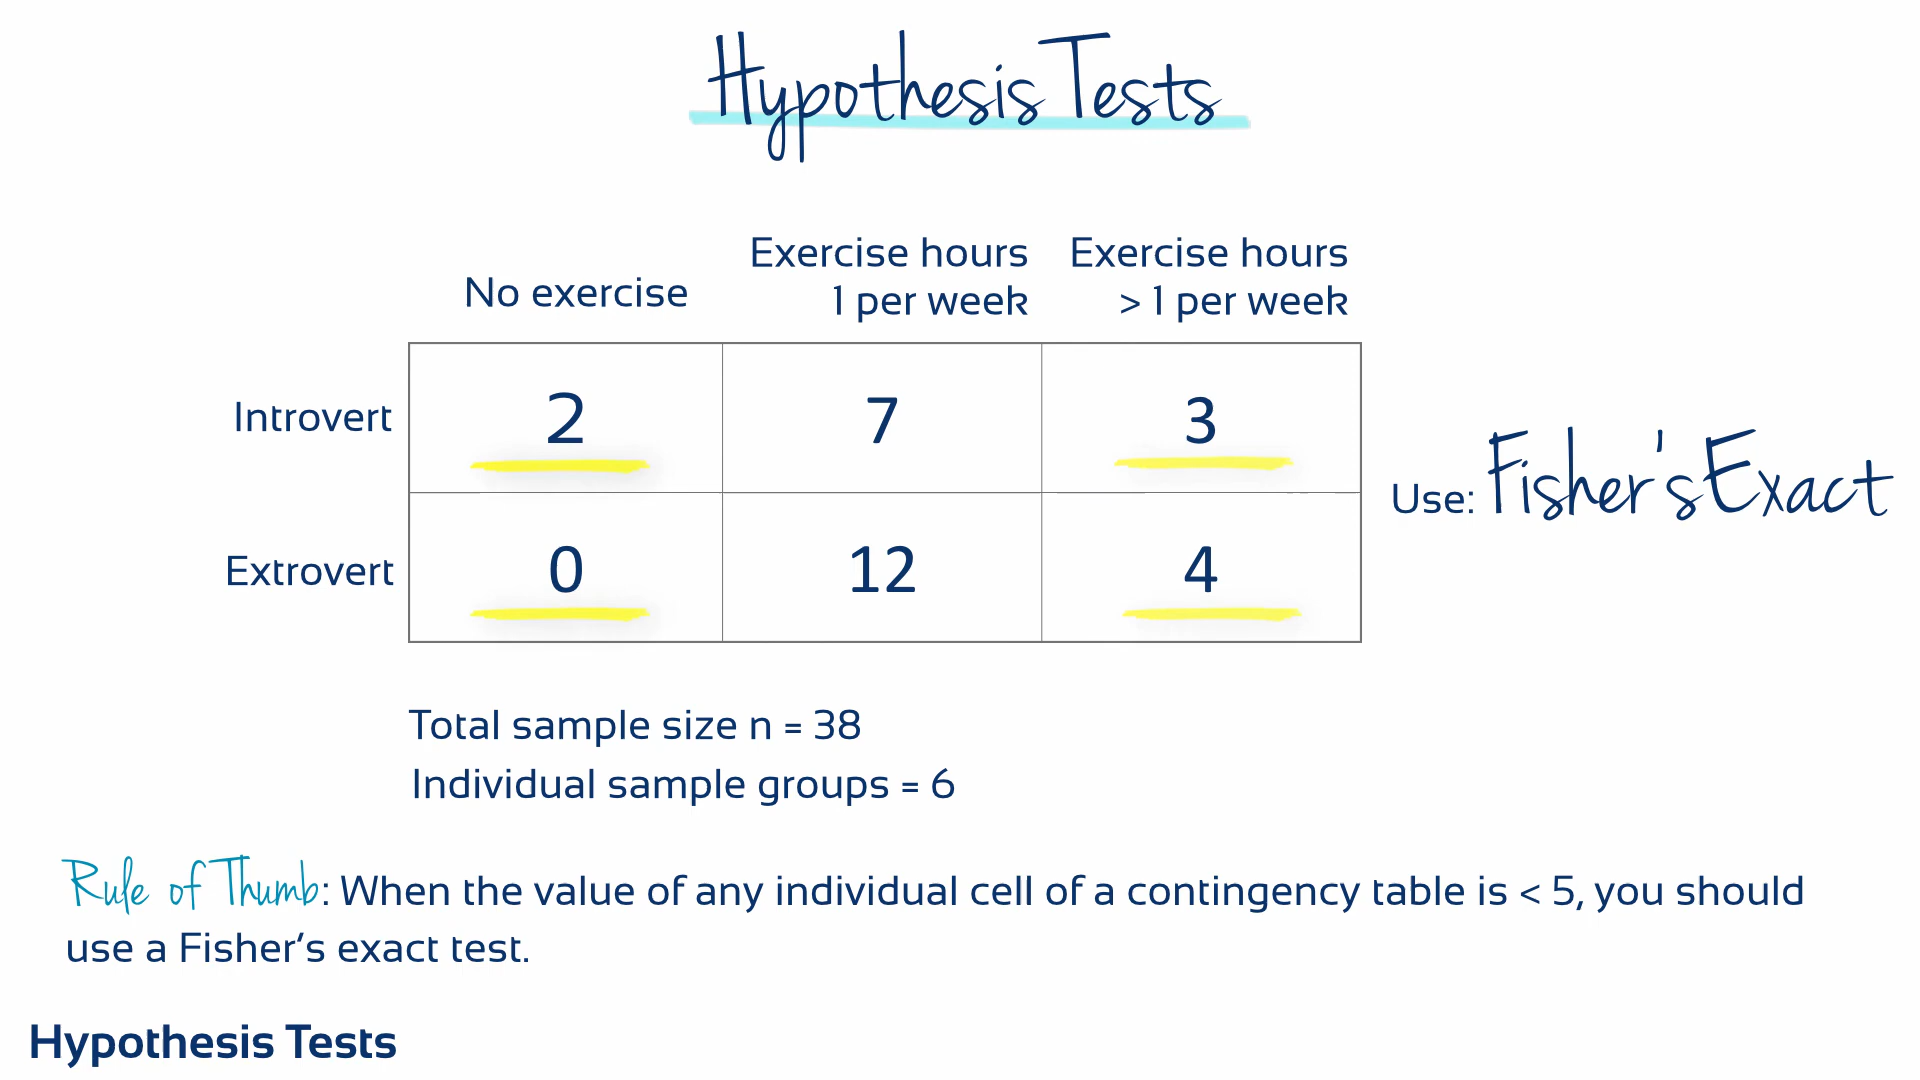 Hypothesis Tests
No exercise
Exercise hours
1 per week
Exercise hours
> 1 per week
Introvert
2
7
3
Use: Fisher's Exact
Extrovert
0
12
4
Total sample size n = 38
Individual sample groups = 6
Rule of Thumb: When the value of any individual cell of a contingency table is < 5, you should
use a Fisher's exact test.
Hypothesis Tests